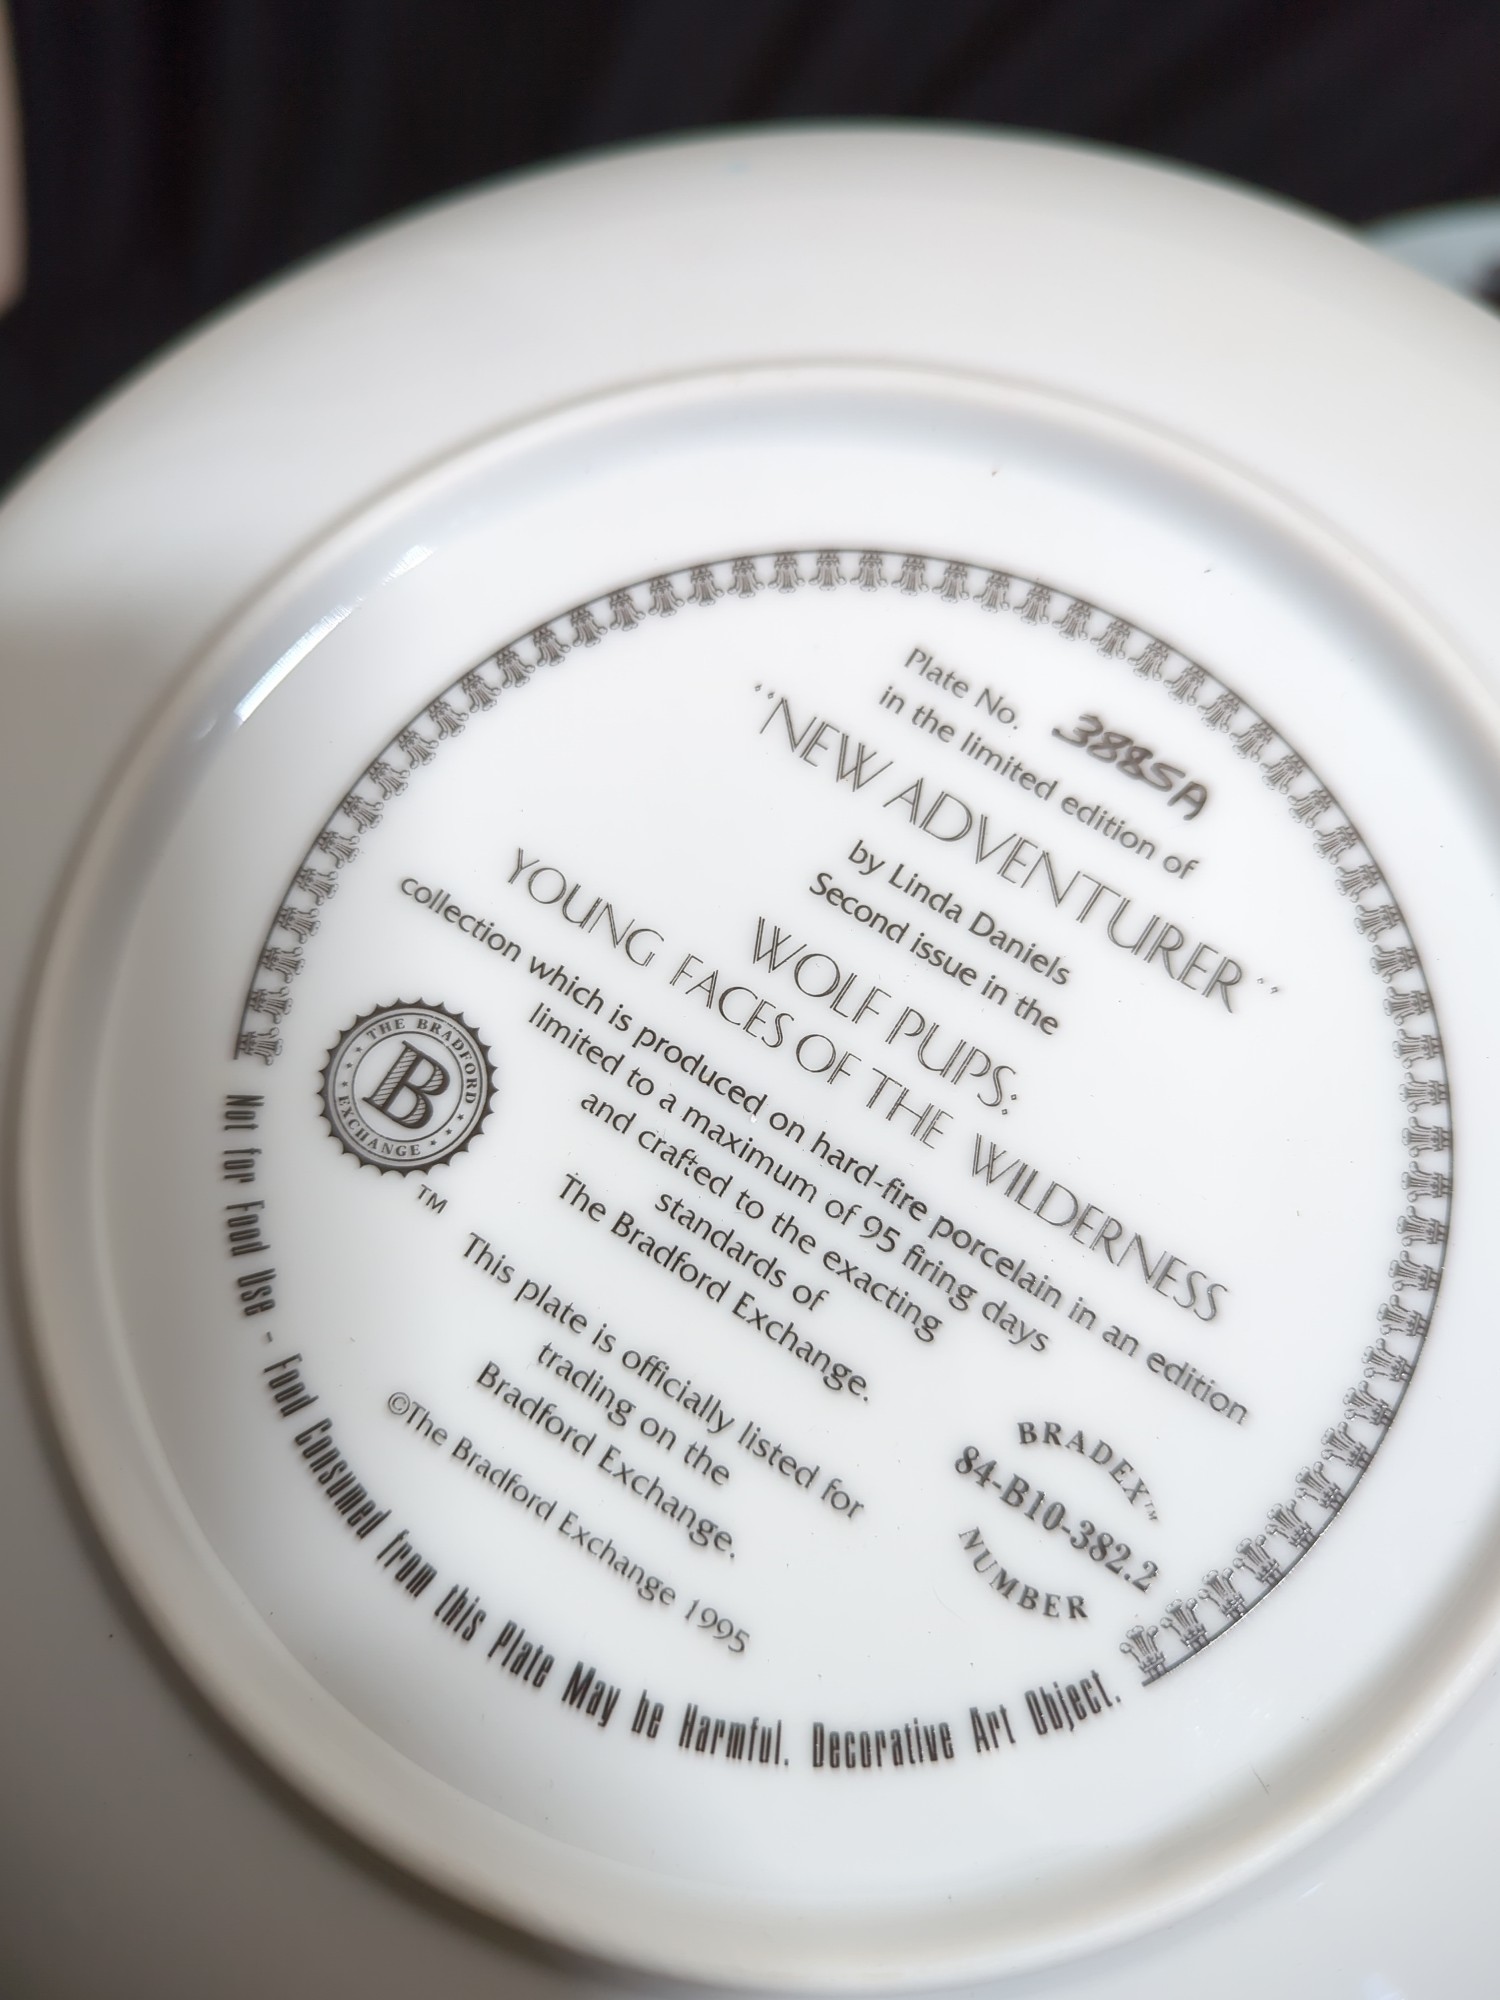 Plate No. 3885A
in the limited edition of
"NEW ADVENTURER"
by Linda Daniels
Second issue in the
WOLF PUPS:
YOUNG FACES OF THE WILDERNESS
collection which is produced on hard-fire porcelain in an edition
limited to a maximum of 95 firing days
and crafted to the exacting
standards of
The Bradford Exchange.
THE BRADFORD
B
EXCHANGE
™
This plate is officially listed for
trading on the
Bradford Exchange.
©The Bradford Exchange 1995
BRADEX™
84-B10-382.2
NUMBER
Not for Food Use - Food Consumed from this Plate May be Harmful. Decorative Art Object.